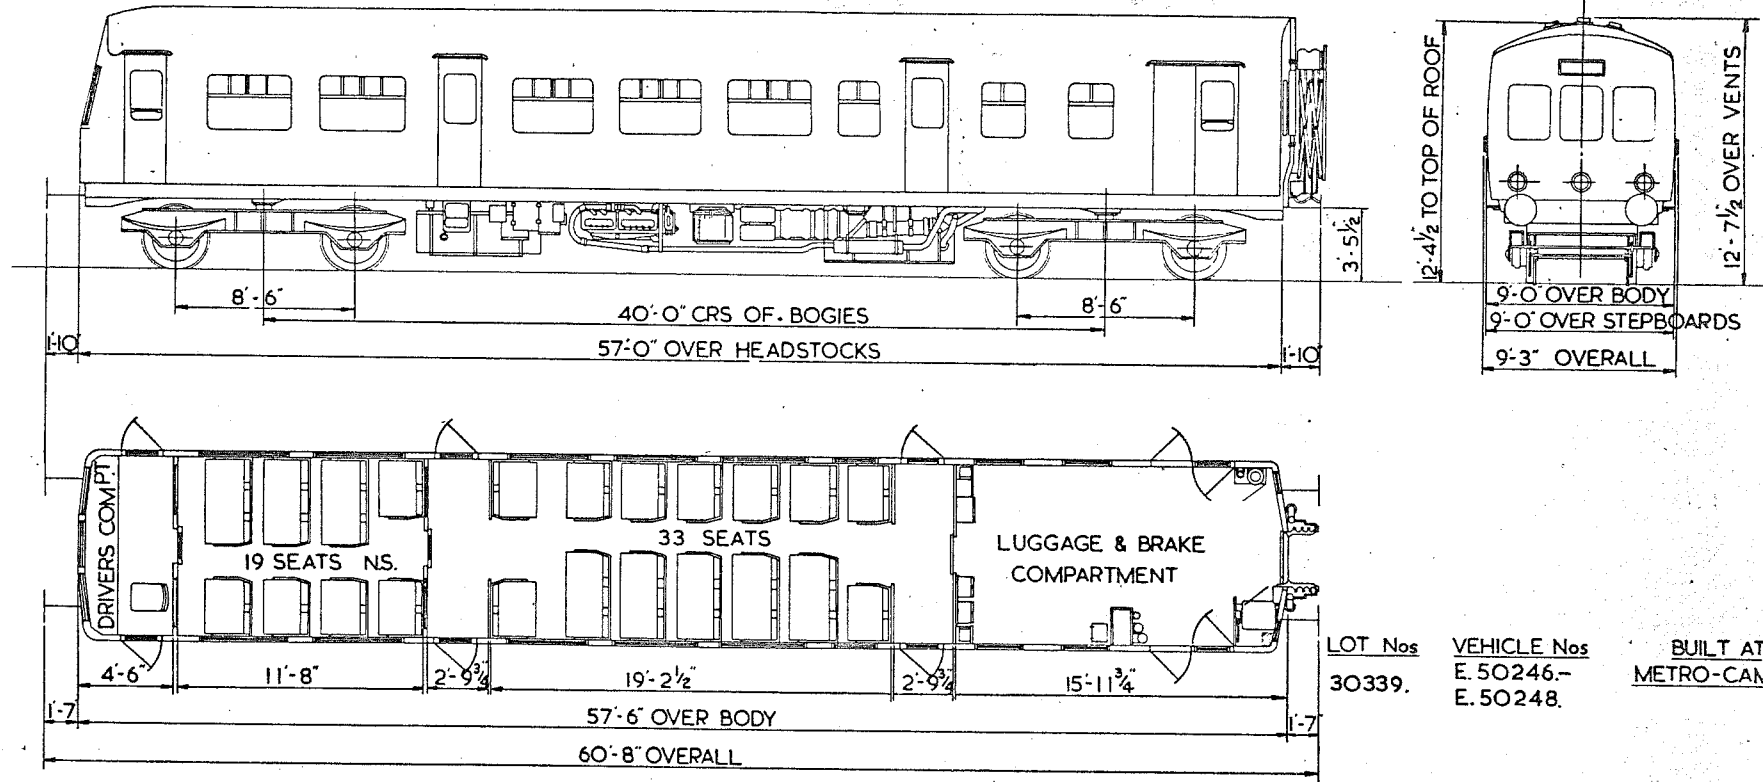 8'-6"
40'-0" CRS OF. BOGIES
8'-6"
1'-10"
57'-0" OVER HEADSTOCKS
1'-10"
3'-5½"
12'-4½" TO TOP OF ROOF
12'-7½" OVER VENTS
9'-0" OVER BODY
9'-0" OVER STEPBOARDS
9'-3" OVERALL
DRIVERS COMPT.
19 SEATS N.S.
33 SEATS
LUGGAGE & BRAKE
COMPARTMENT
4'-6"
11'-8"
2'-9¾"
19'-2½"
2'-9¾"
15'-11¾"
1'-7"
57'-6" OVER BODY
1'-7"
60'-8" OVERALL
LOT Nos VEHICLE Nos BUILT AT
30339. E.50246.- METRO-CAM
E.50248.